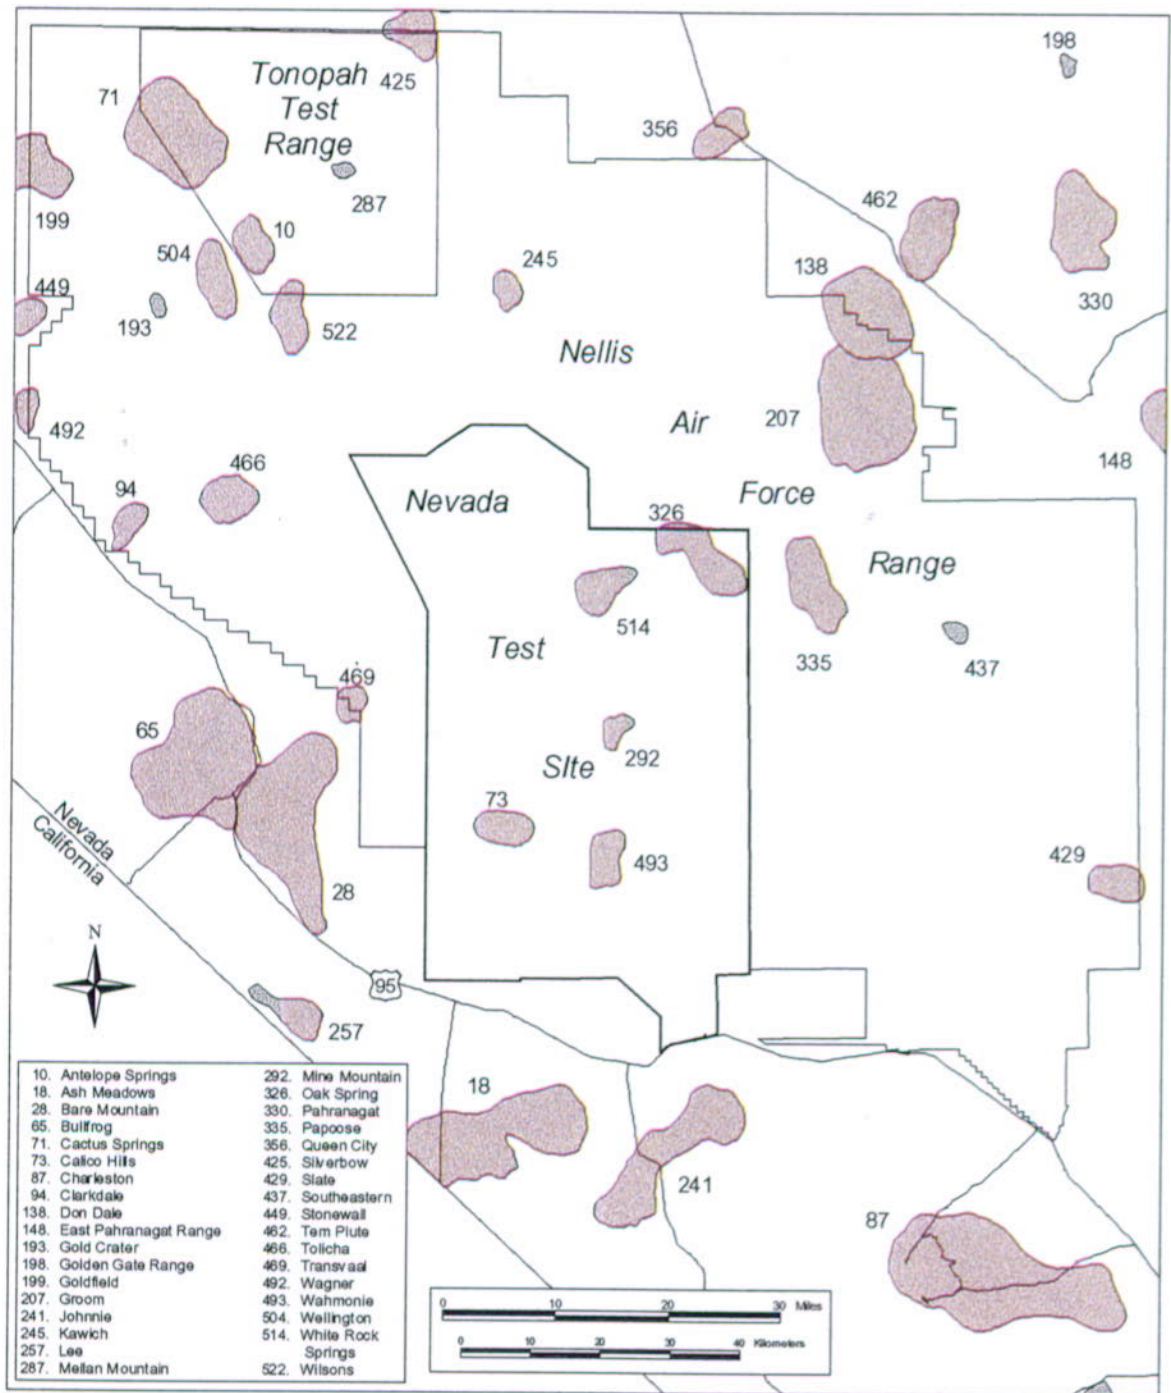 198
425
Tonopah
Test
Range
71
356
287
199
10
462
504
245
138
330
449
193
522
Nellis
207
Air
492
148
466
94
Nevada
Force
326
Range
514
Test
335
437
469
65
292
SIte
73
493
429
28
Nevada
California
N
95
257
18
241
87
10. Antelope Springs
18. Ash Meadows
28. Bare Mountain
65. Bullfrog
71. Cactus Springs
73. Calico Hills
87. Charleston
94. Clarkdale
138. Don Dale
148. East Pahranagat Range
193. Gold Crater
198. Golden Gate Range
199. Goldfield
207. Groom
241. Johnnie
245. Kawich
257. Lee
287. Mellan Mountain
292. Mine Mountain
326. Oak Spring
330. Pahranagat
335. Papoose
356. Queen City
425. Silverbow
429. Slate
437. Southeastern
449. Stonewall
462. Tem Piute
466. Tolicha
469. Transvaal
492. Wagner
493. Wahmonie
504. Wellington
514. White Rock
Springs
522. Wilsons
0 10 20 30 Miles
0 10 20 30 40 Kilometers